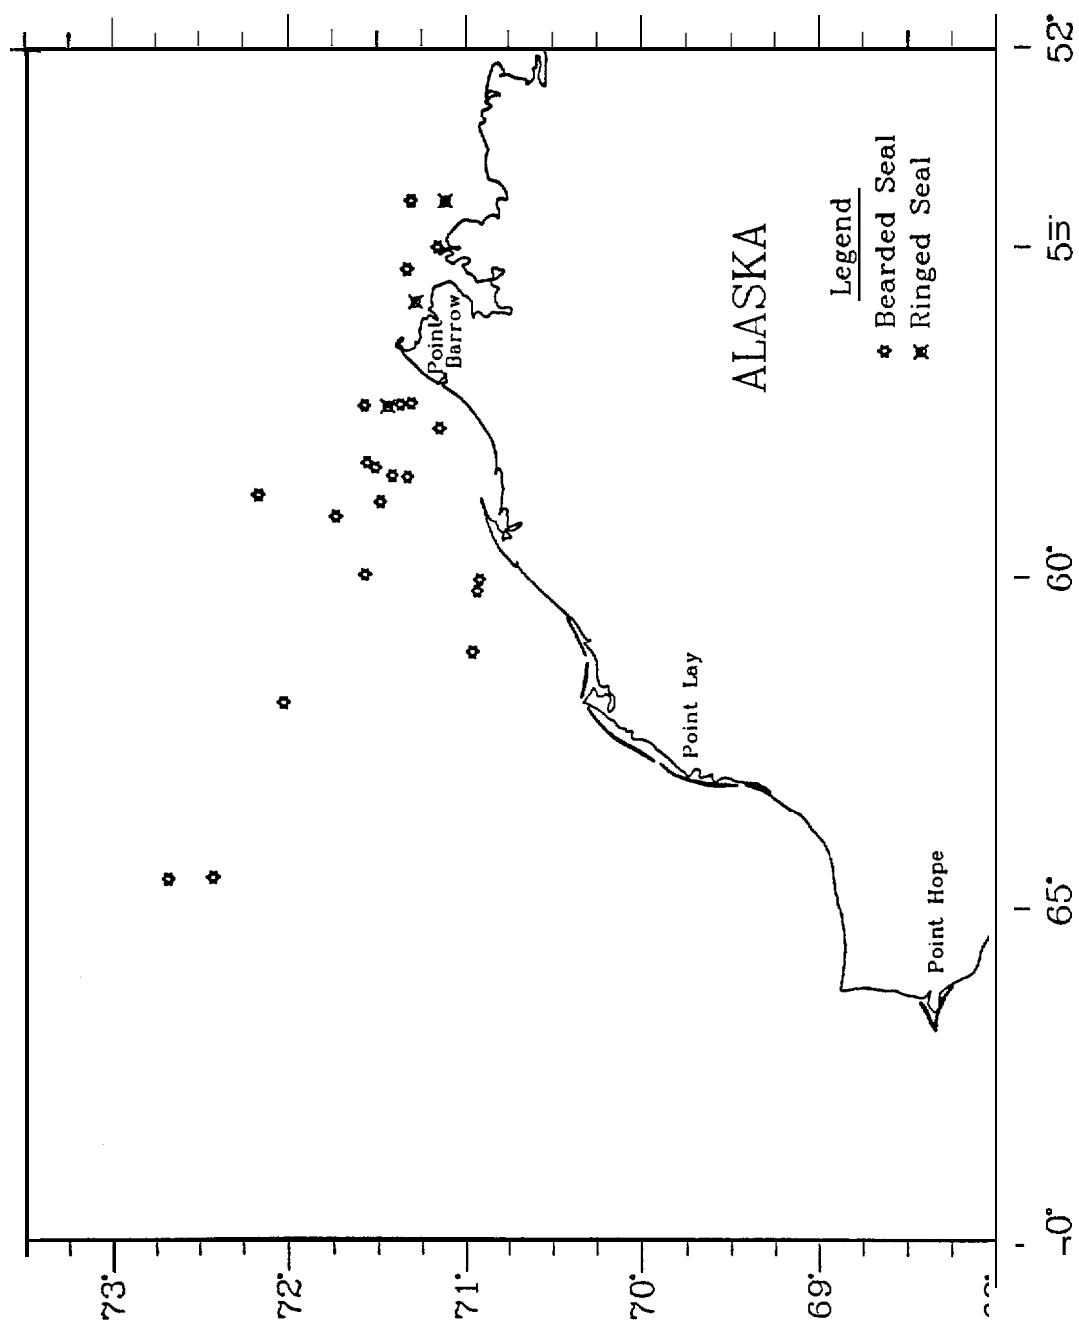 ALASKA
Legend
Bearded Seal
Ringed Seal
Point
Barrow
Point Lay
Point Hope
73°
72°
71°
70°
69°
65°
60°
52°